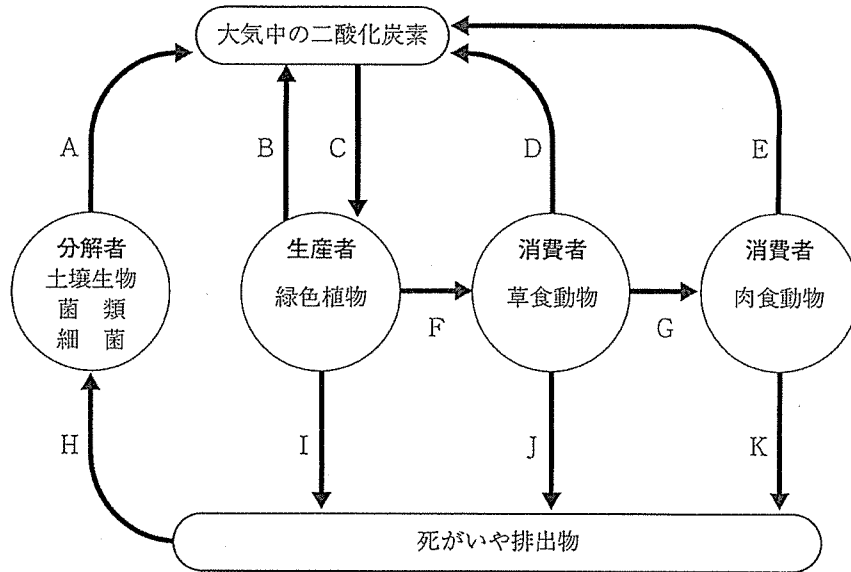 大気中の二酸化炭素
A
B
C
D
E
分解者
土壌生物
菌 類
細 菌
生産者
緑色植物
消費者
草食動物
消費者
肉食動物
F
G
H
I
J
K
死がいや排出物